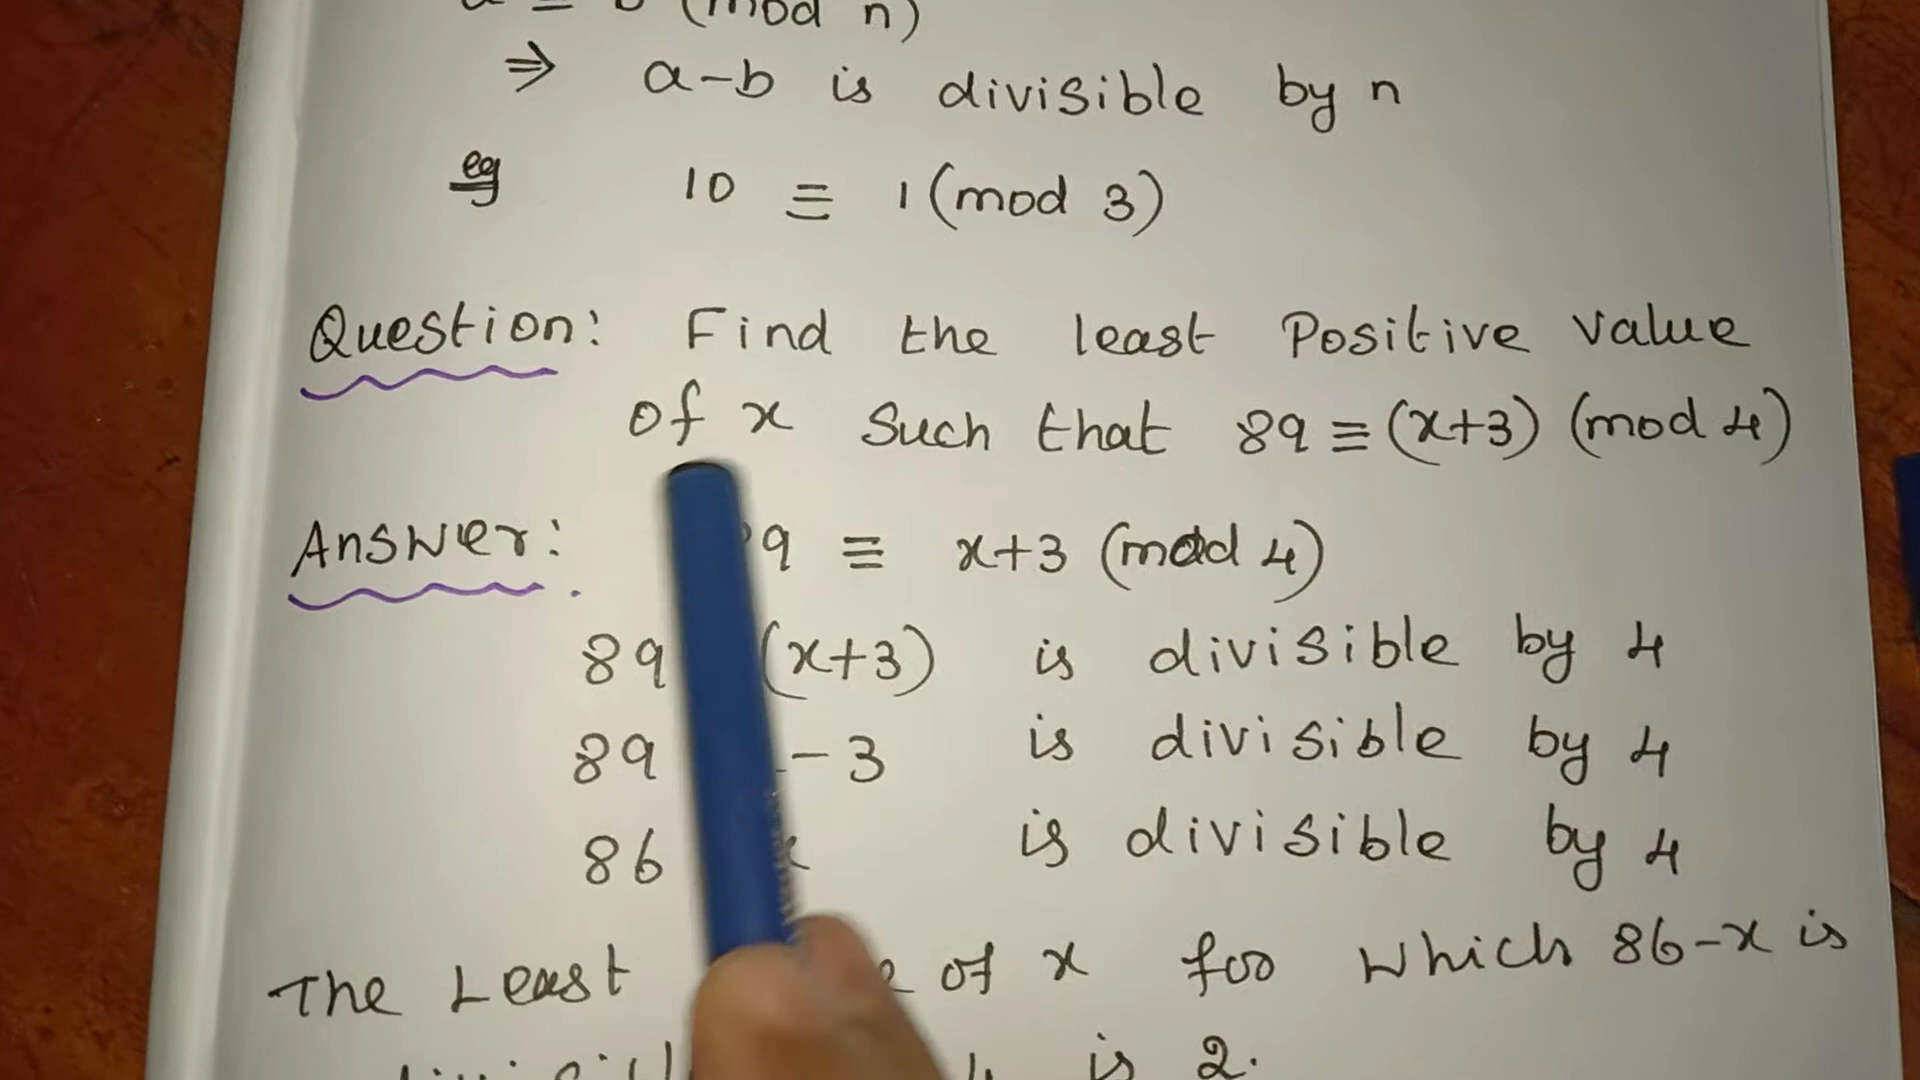 (mod n)
⇒ a-b is divisible by n
eg 10 ≡ 1 (mod 3)
Question: Find the least Positive value
of x Such that 89 ≡ (x+3) (mod 4)
Answer: 9 ≡ x+3 (mod 4)
89 (x+3) is divisible by 4
89 -3 is divisible by 4
86 is divisible by 4
The Least of x for which 86-x is
is 2.